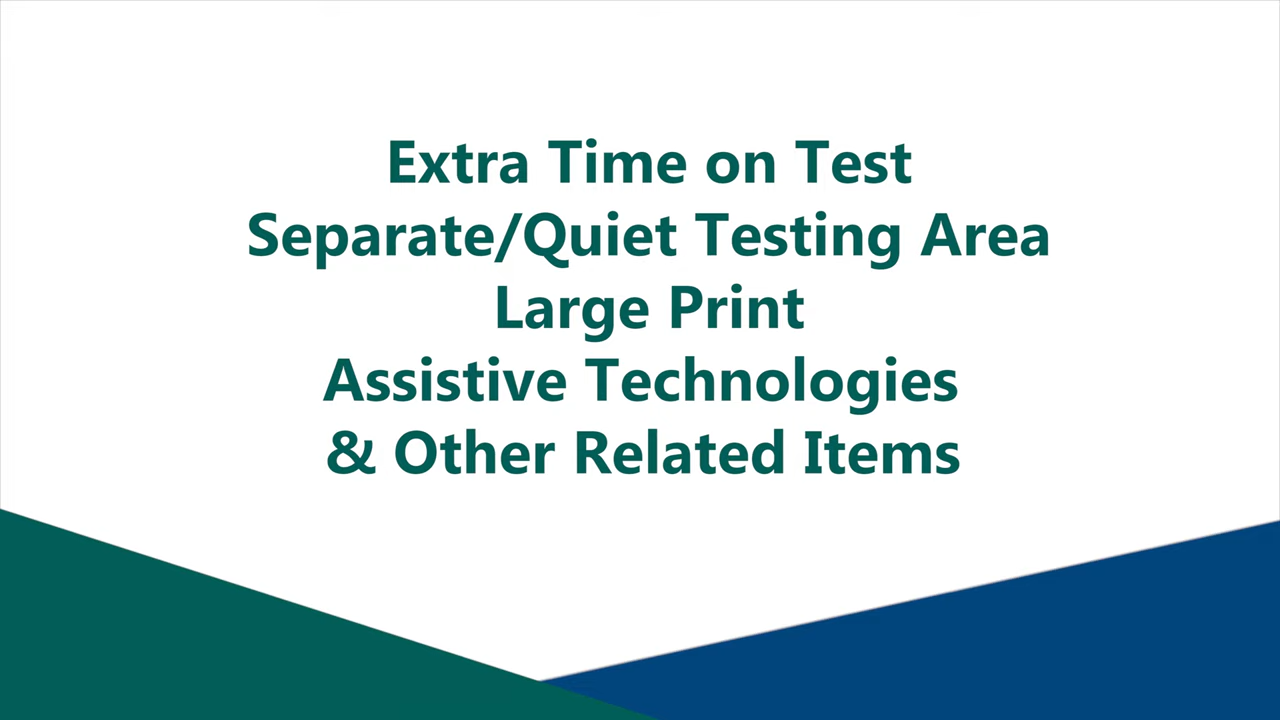 Extra Time on Test
Separate/Quiet Testing Area
Large Print
Assistive Technologies
& Other Related Items